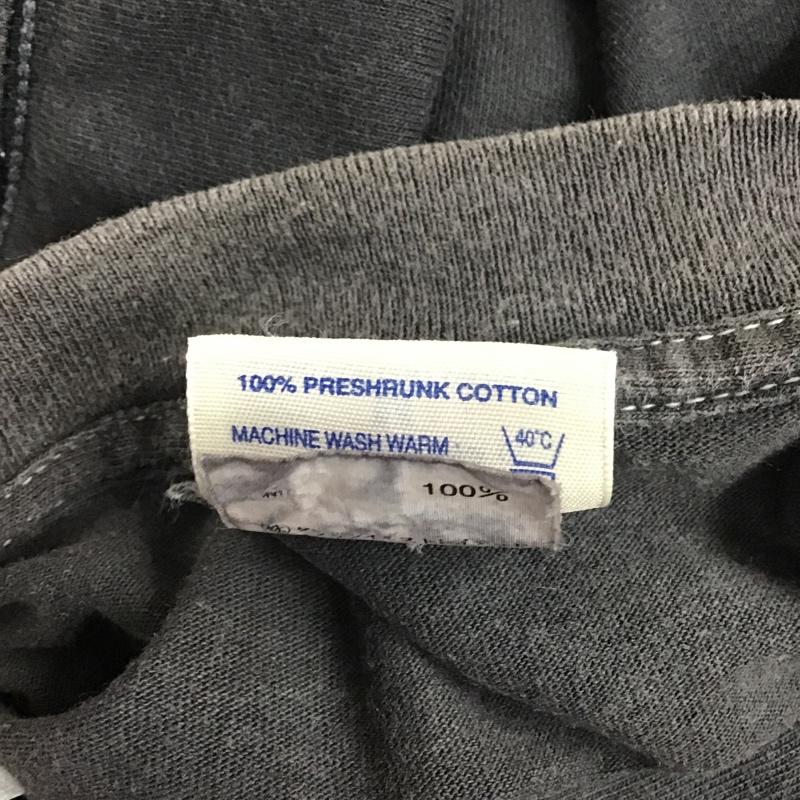 100% PRESHRUNK COTTON
MACHINE WASH WARM
40°C
100%